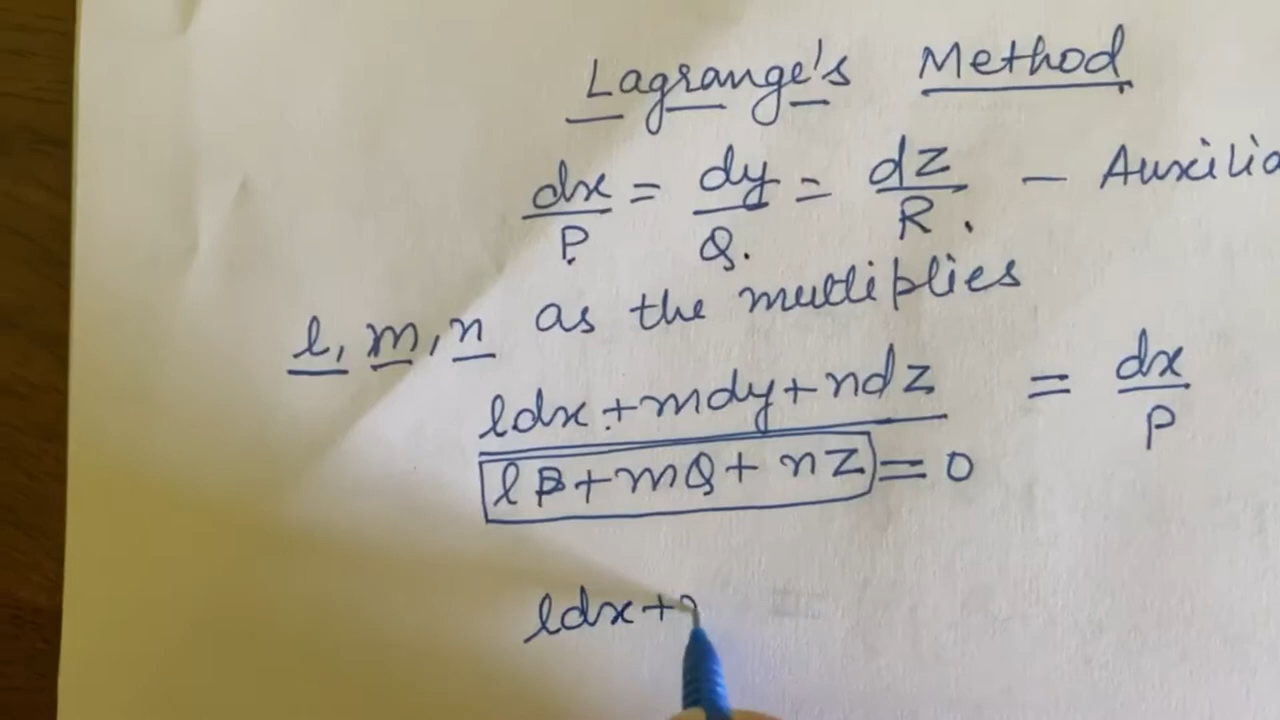 Lagrange's Method
dx/P = dy/Q. = dz/R. - Auxilia
l, m, n as the multiplies
ldx + mdy + ndz / lP + mQ + nZ = 0 = dx/P
ldx +